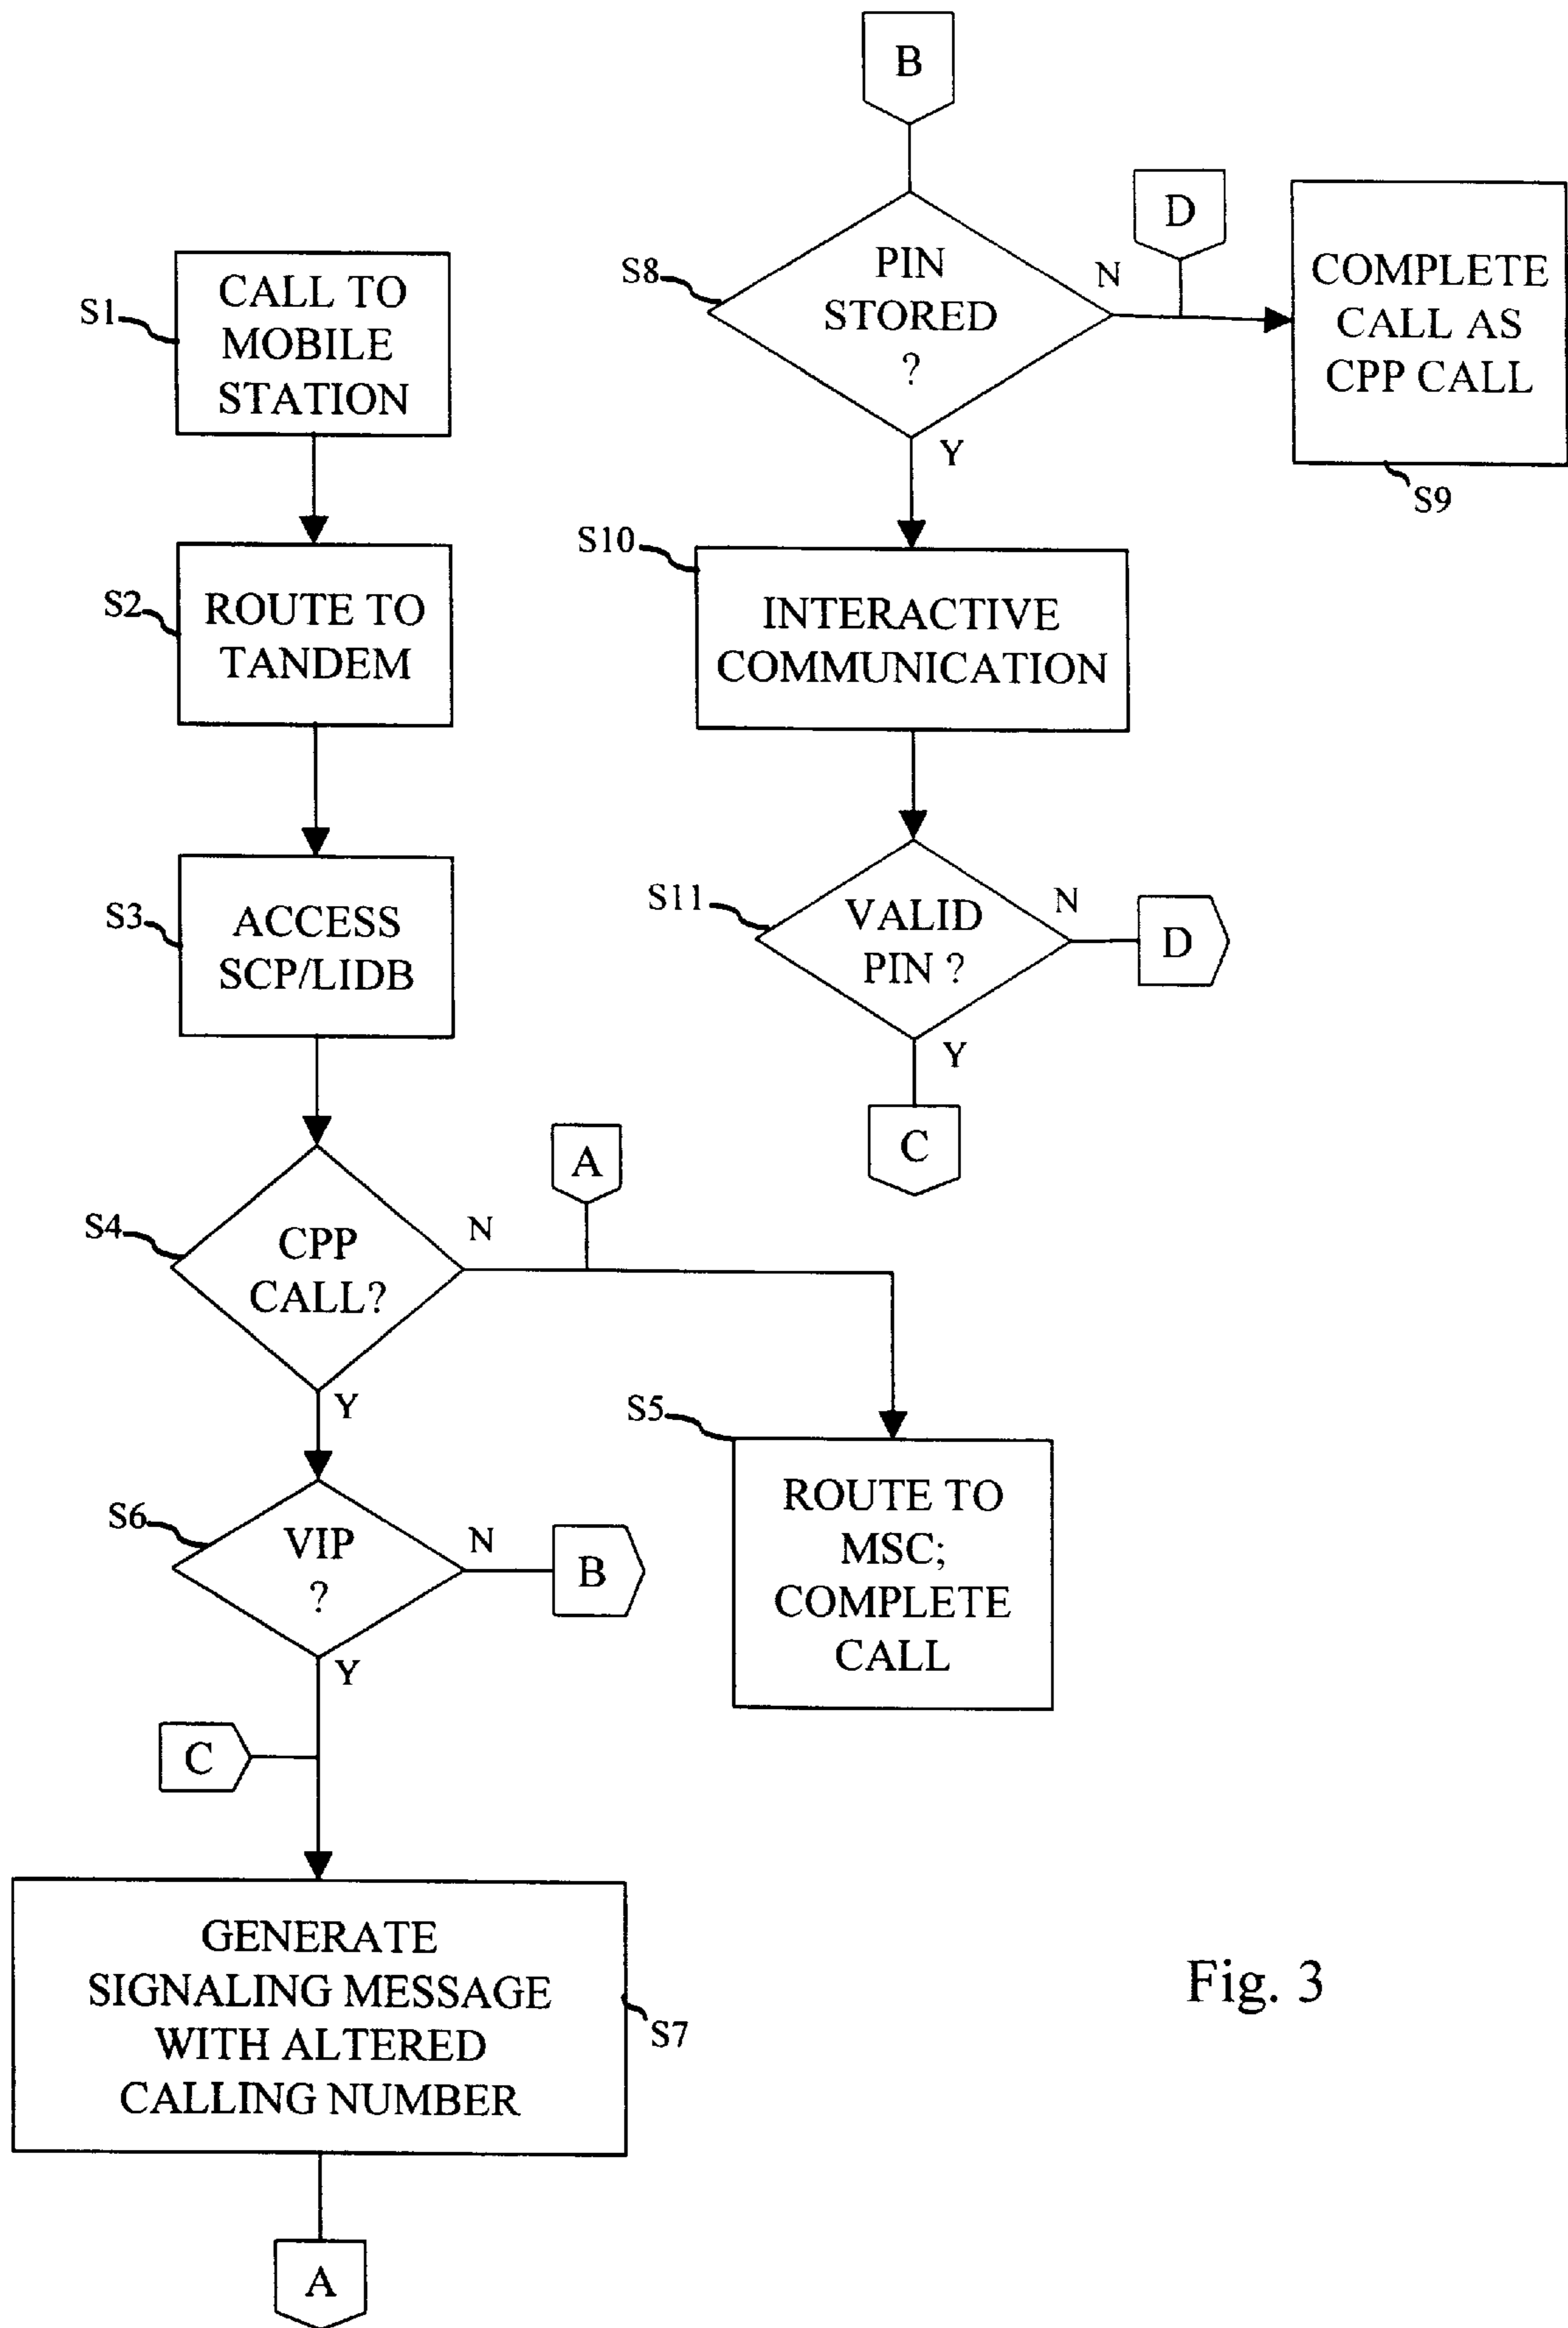 S1
CALL TO
MOBILE
STATION
S2
ROUTE TO
TANDEM
S3
ACCESS
SCP/LIDB
S4
CPP
CALL?
N
A
Y
S5
ROUTE TO
MSC;
COMPLETE
CALL
S6
VIP
?
N
B
Y
C
GENERATE
SIGNALING MESSAGE
WITH ALTERED
CALLING NUMBER
S7
A
B
S8
PIN
STORED
?
N
D
COMPLETE
CALL AS
CPP CALL
S9
Y
S10
INTERACTIVE
COMMUNICATION
S11
VALID
PIN ?
N
D
Y
C
Fig. 3